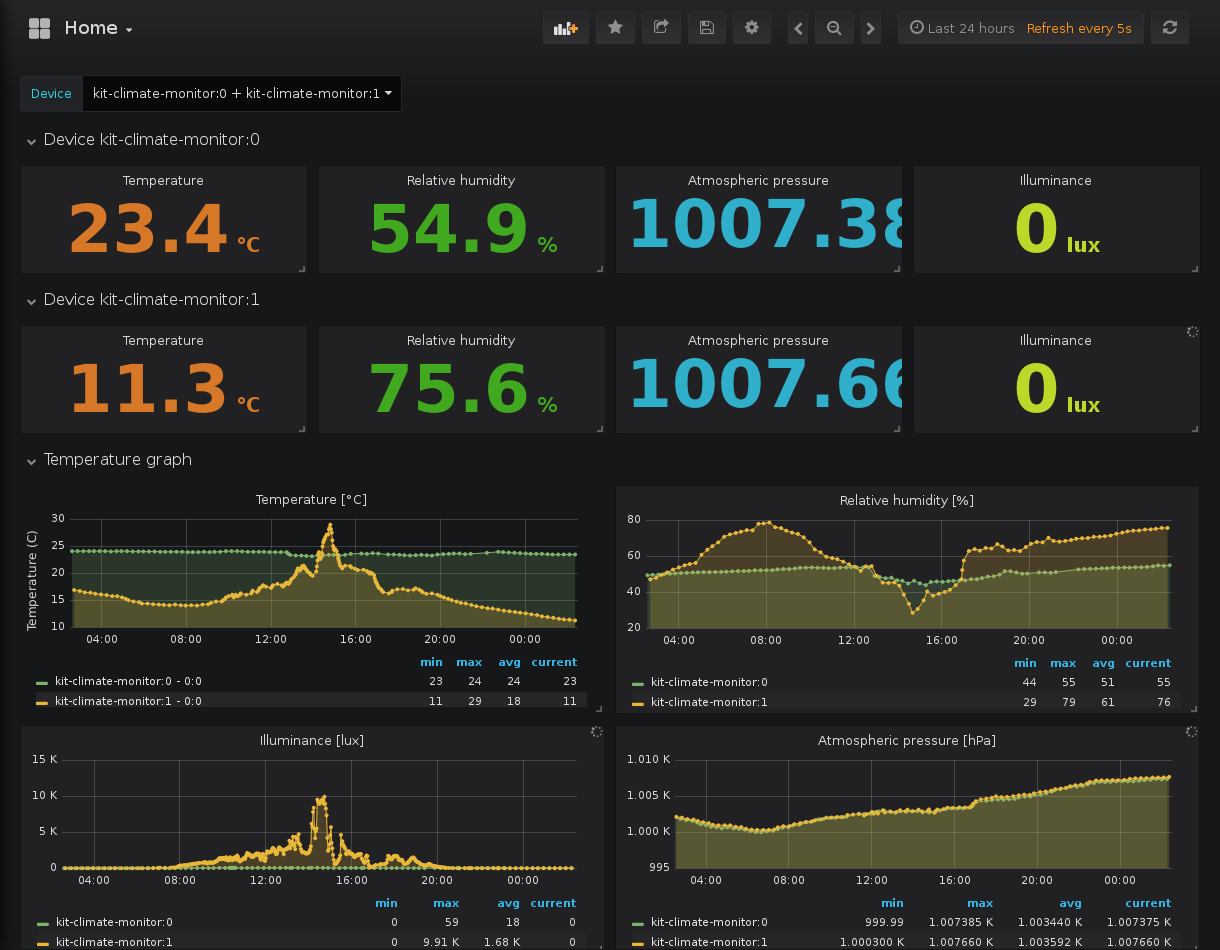 Home
Last 24 hours Refresh every 5s
Device kit-climate-monitor:0 + kit-climate-monitor:1
Device kit-climate-monitor:0
Temperature Relative humidity Atmospheric pressure Illuminance
23.4 °C 54.9 % 1007.38 0 lux
Device kit-climate-monitor:1
Temperature Relative humidity Atmospheric pressure Illuminance
11.3 °C 75.6 % 1007.66 0 lux
Temperature graph
Temperature [°C]
Temperature (C)
30
25
20
15
10
04:00 08:00 12:00 16:00 20:00 00:00
min max avg current
kit-climate-monitor:0 - 0:0 23 24 24 23
kit-climate-monitor:1 - 0:0 11 29 18 11
Relative humidity [%]
80
60
40
20
04:00 08:00 12:00 16:00 20:00 00:00
min max avg current
kit-climate-monitor:0 44 55 51 55
kit-climate-monitor:1 29 79 61 76
Illuminance [lux]
15 K
10 K
5 K
0
04:00 08:00 12:00 16:00 20:00 00:00
min max avg current
kit-climate-monitor:0 0 59 18 0
kit-climate-monitor:1 0 9.91 K 1.68 K 0
Atmospheric pressure [hPa]
1.010 K
1.005 K
1.000 K
995
04:00 08:00 12:00 16:00 20:00 00:00
min max avg current
kit-climate-monitor:0 999.99 1.007385 K 1.003440 K 1.007375 K
kit-climate-monitor:1 1.000300 K 1.007660 K 1.003592 K 1.007660 K